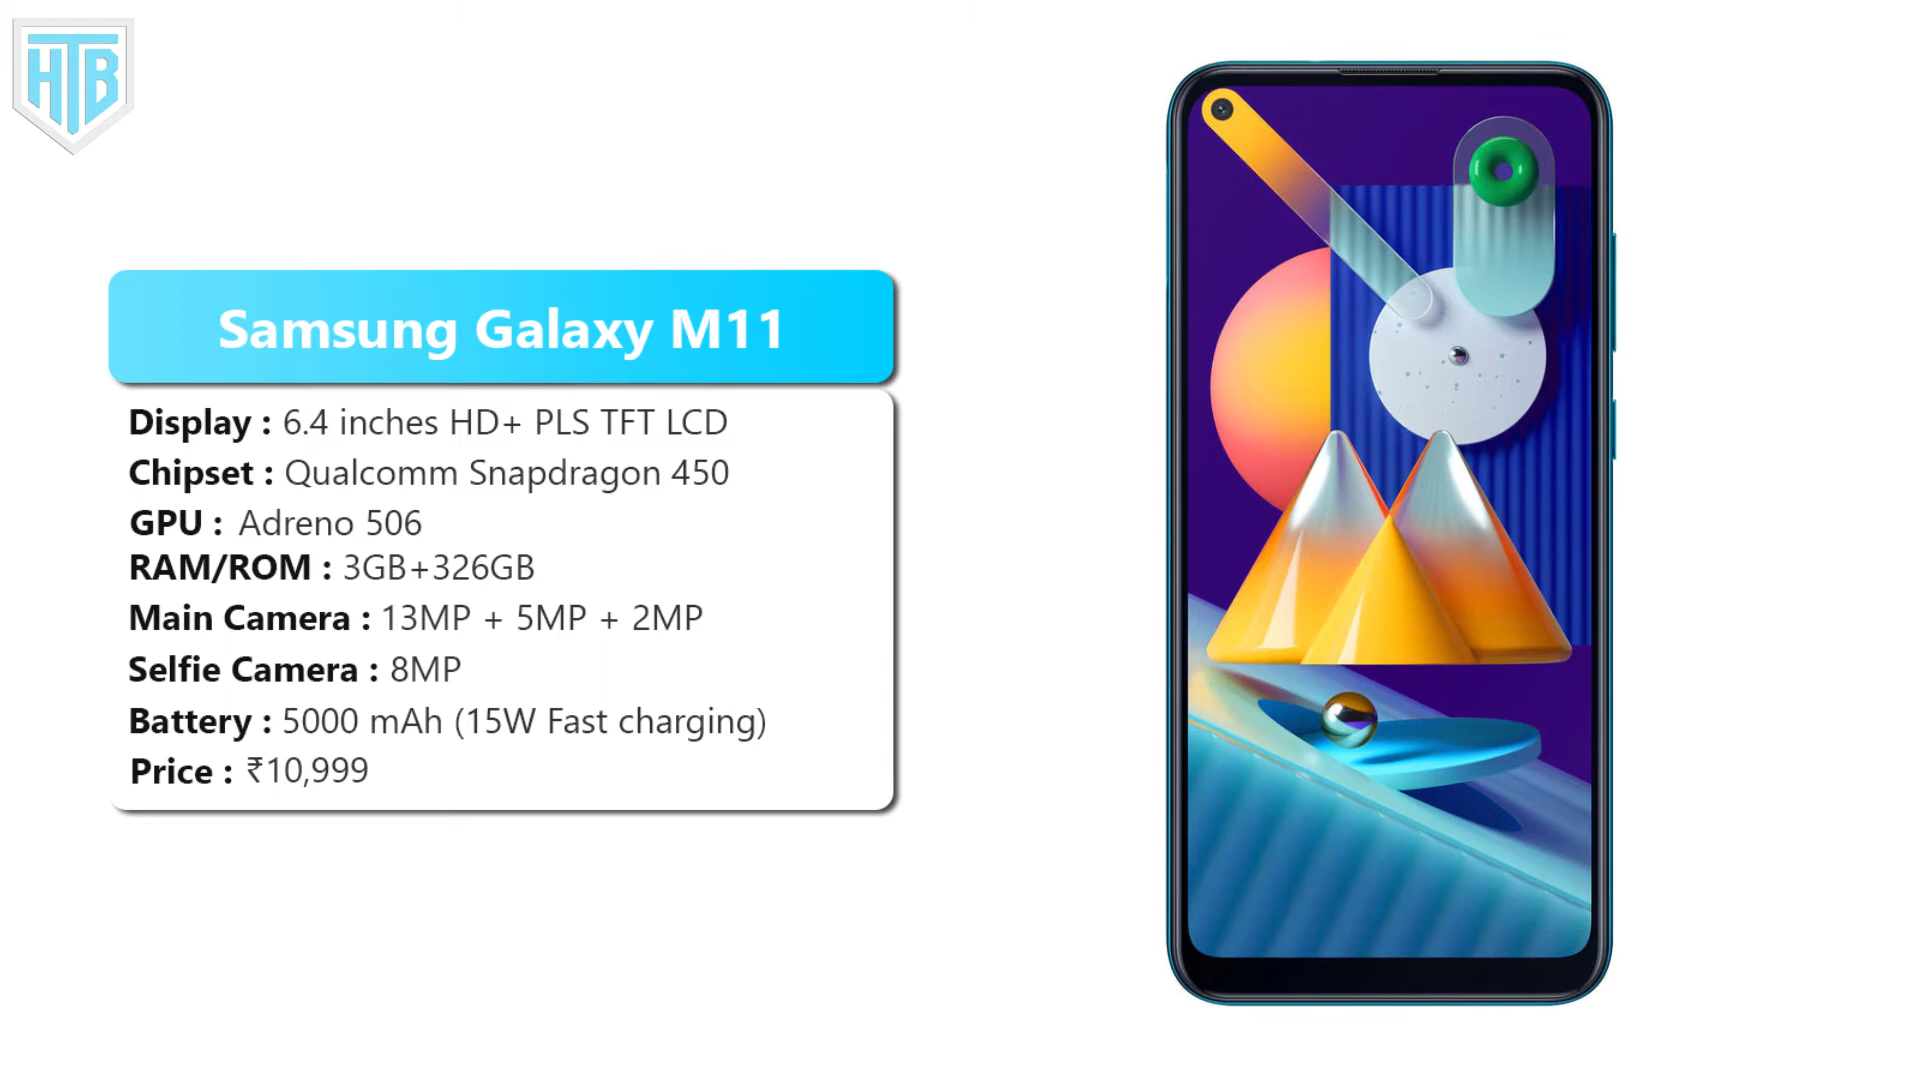 HTB
Samsung Galaxy M11
Display : 6.4 inches HD+ PLS TFT LCD
Chipset : Qualcomm Snapdragon 450
GPU : Adreno 506
RAM/ROM : 3GB+326GB
Main Camera : 13MP + 5MP + 2MP
Selfie Camera : 8MP
Battery : 5000 mAh (15W Fast charging)
Price : ₹10,999